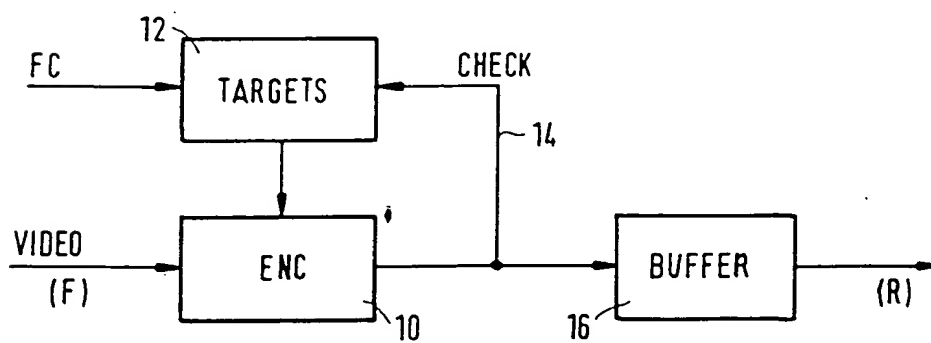 12
FC
TARGETS
CHECK
14
VIDEO
(F)
ENC
10
BUFFER
16
(R)